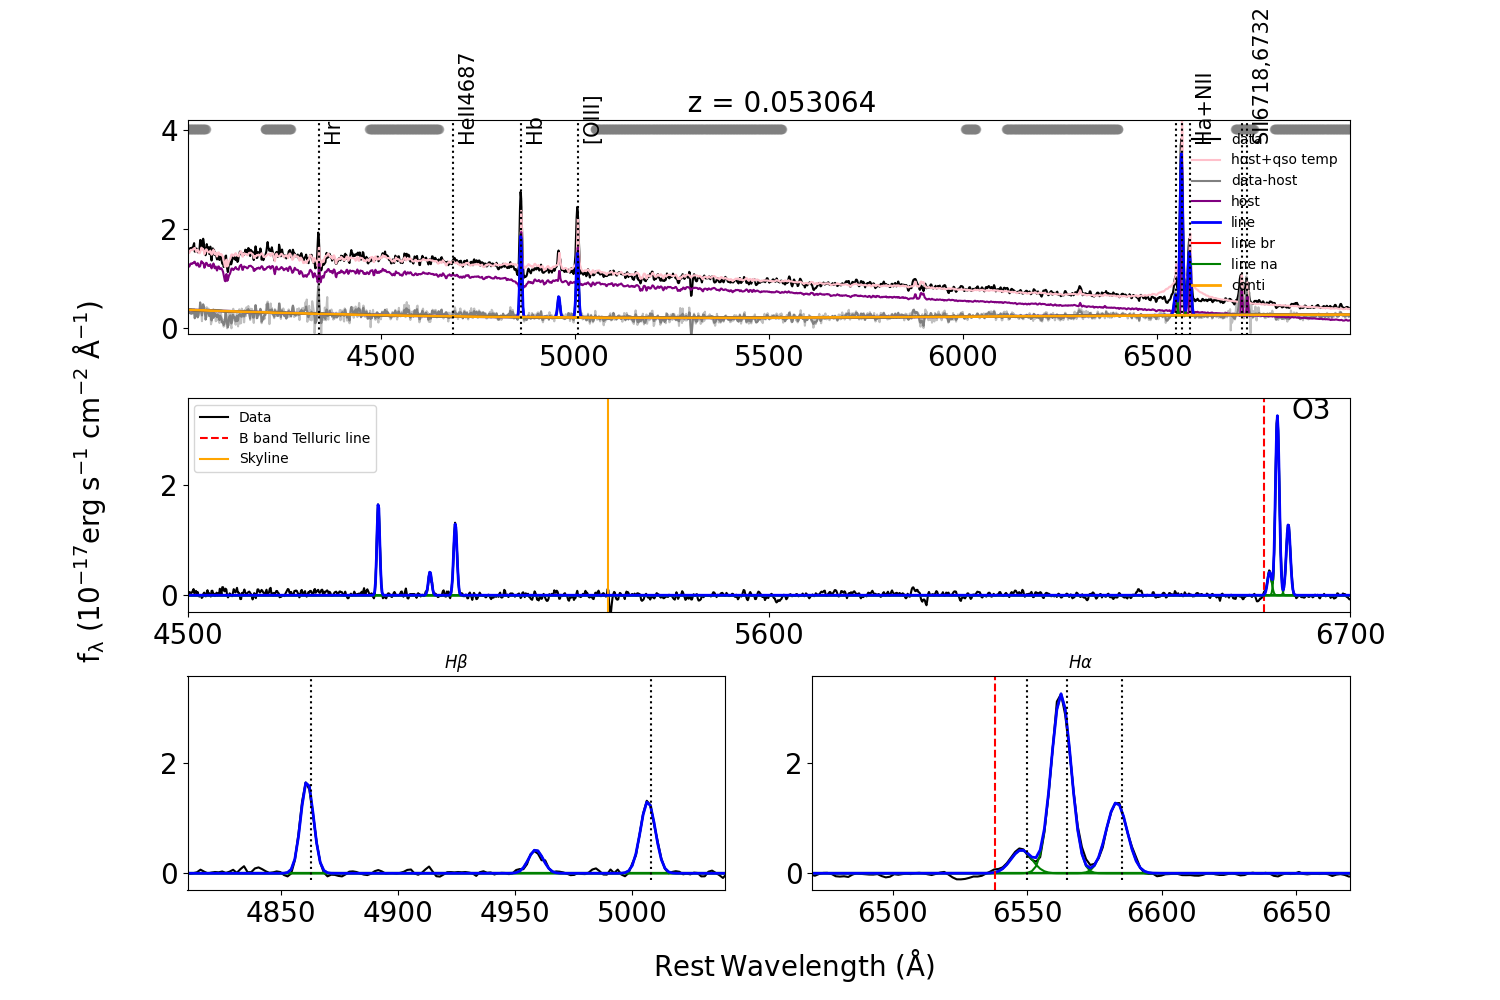 z = 0.053064
Hr
HeII4687
Hb
[OIII]
Ha+NII
SII6718,6732
4
2
0
data
host+qso temp
data-host
host
line
line br
line na
conti
4500
5000
5500
6000
6500
fλ (10⁻¹⁷erg s⁻¹ cm⁻² Å⁻¹)
Data
B band Telluric line
Skyline
O3
2
0
4500
5600
6700
Hβ
2
0
4850
4900
4950
5000
Hα
2
0
6500
6550
6600
6650
Rest Wavelength (Å)